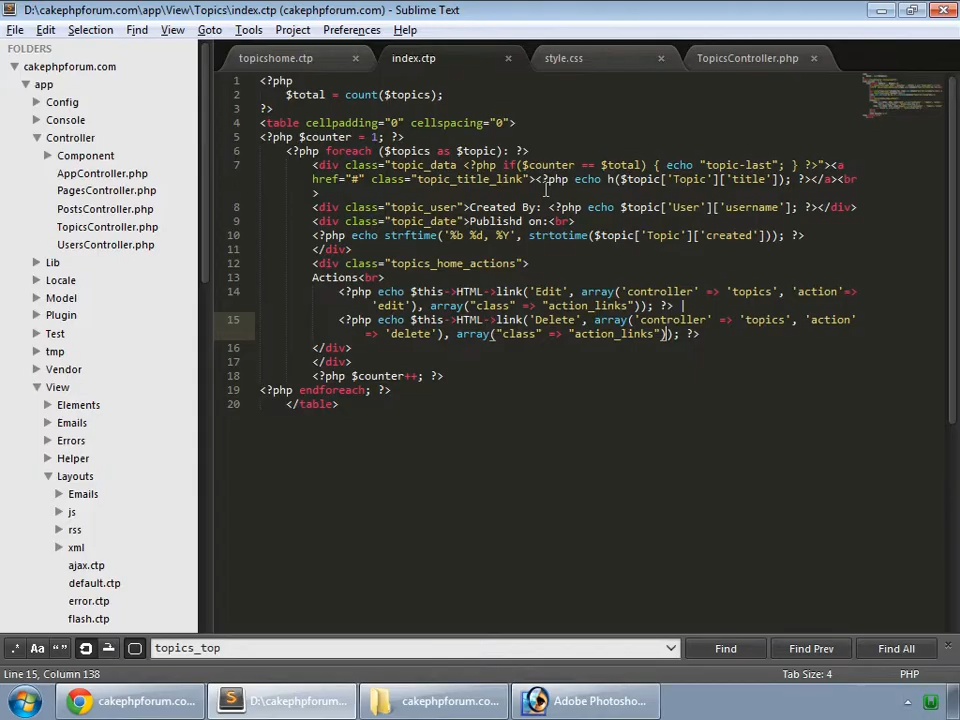 D:\cakephpforum.com\app\View\Topics\index.ctp (cakephpforum.com) - Sublime Text
File Edit Selection Find View Goto Tools Project Preferences Help
FOLDERS
cakephpforum.com
app
Config
Console
Controller
Component
AppController.php
PagesController.php
PostsController.php
TopicsController.php
UsersController.php
Lib
Locale
Model
Plugin
Test
tmp
Vendor
View
Elements
Emails
Errors
Helper
Layouts
Emails
js
rss
xml
ajax.ctp
default.ctp
error.ctp
flash.ctp
topicshome.ctp × index.ctp × style.css × TopicsController.php ×
1 <?php
2 $total = count($topics);
3 ?>
4 <table cellpadding="0" cellspacing="0">
5 <?php $counter = 1; ?>
6 <?php foreach ($topics as $topic): ?>
7 <div class="topic_data <?php if($counter == $total) { echo "topic-last"; } ?>"><a
href="#" class="topic_title_link"><?php echo h($topic['Topic']['title']); ?></a><br
>
8 <div class="topic_user">Created By: <?php echo $topic['User']['username']; ?></div>
9 <div class="topic_date">Publishd on:<br>
10 <?php echo strftime('%b %d, %Y', strtotime($topic['Topic']['created'])); ?>
11 </div>
12 <div class="topics_home_actions">
13 Actions<br>
14 <?php echo $this->HTML->link('Edit', array('controller' => 'topics', 'action'=>
'edit'), array("class" => "action_links")); ?> |
15 <?php echo $this->HTML->link('Delete', array('controller' => 'topics', 'action'
=> 'delete'), array("class" => "action_links")); ?>
16 </div>
17 </div>
18 <?php $counter++; ?>
19 <?php endforeach; ?>
20 </table>
.* Aa “ ” topics_top Find Find Prev Find All
Line 15, Column 138 Tab Size: 4 PHP
cakephpforum.co... D:\cakephpforum.c... cakephpforum.co... Adobe Photosho...